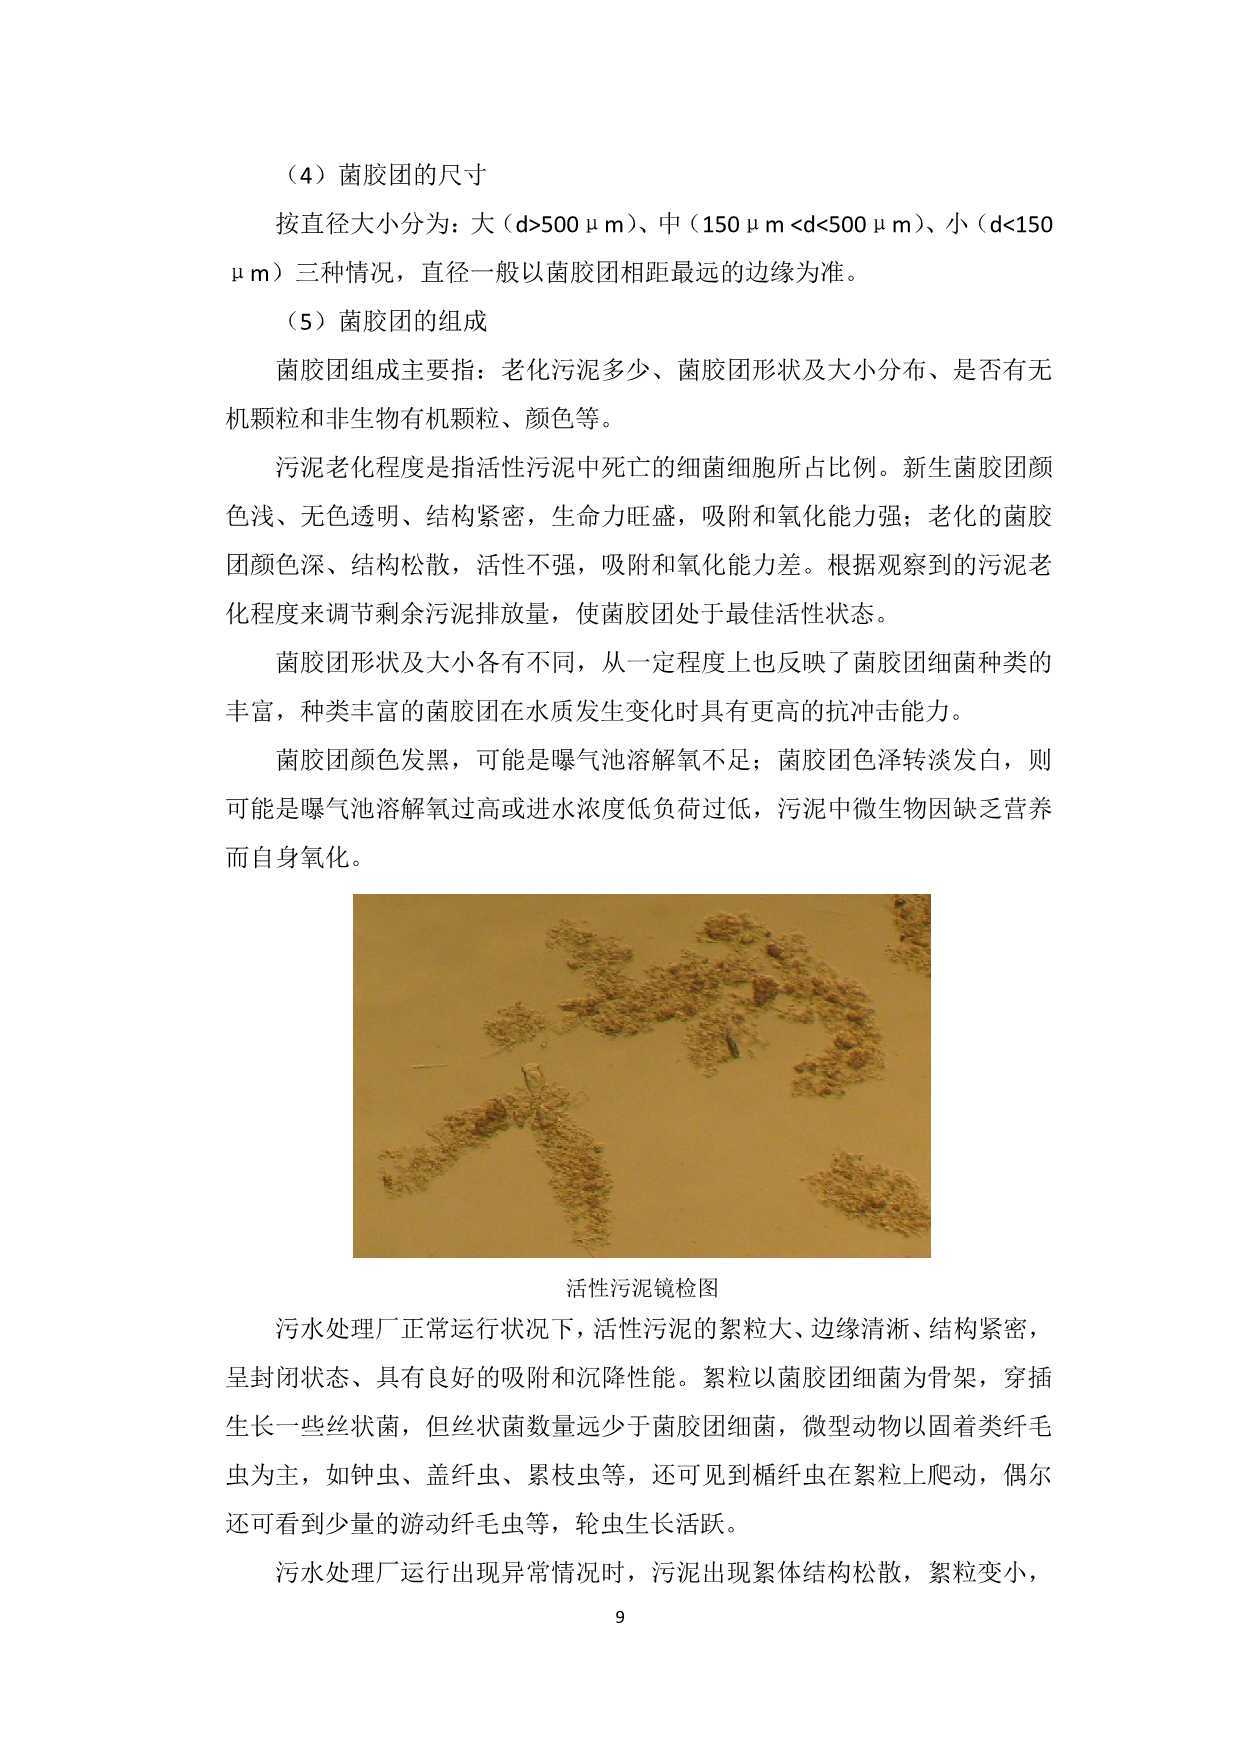 （4）菌胶团的尺寸
按直径大小分为：大（d>500μm）、中（150μm<d<500μm）、小（d<150
μm）三种情况，直径一般以菌胶团相距最远的边缘为准。
（5）菌胶团的组成
菌胶团组成主要指：老化污泥多少、菌胶团形状及大小分布、是否有无
机颗粒和非生物有机颗粒、颜色等。
污泥老化程度是指活性污泥中死亡的细菌细胞所占比例。新生菌胶团颜
色浅、无色透明、结构紧密，生命力旺盛，吸附和氧化能力强；老化的菌胶
团颜色深、结构松散，活性不强，吸附和氧化能力差。根据观察到的污泥老
化程度来调节剩余污泥排放量，使菌胶团处于最佳活性状态。
菌胶团形状及大小各有不同，从一定程度上也反映了菌胶团细菌种类的
丰富，种类丰富的菌胶团在水质发生变化时具有更高的抗冲击能力。
菌胶团颜色发黑，可能是曝气池溶解氧不足；菌胶团色泽转淡发白，则
可能是曝气池溶解氧过高或进水浓度低负荷过低，污泥中微生物因缺乏营养
而自身氧化。
活性污泥镜检图
污水处理厂正常运行状况下，活性污泥的絮粒大、边缘清淅、结构紧密，
呈封闭状态、具有良好的吸附和沉降性能。絮粒以菌胶团细菌为骨架，穿插
生长一些丝状菌，但丝状菌数量远少于菌胶团细菌，微型动物以固着类纤毛
虫为主，如钟虫、盖纤虫、累枝虫等，还可见到楯纤虫在絮粒上爬动，偶尔
还可看到少量的游动纤毛虫等，轮虫生长活跃。
污水处理厂运行出现异常情况时，污泥出现絮体结构松散，絮粒变小，
9